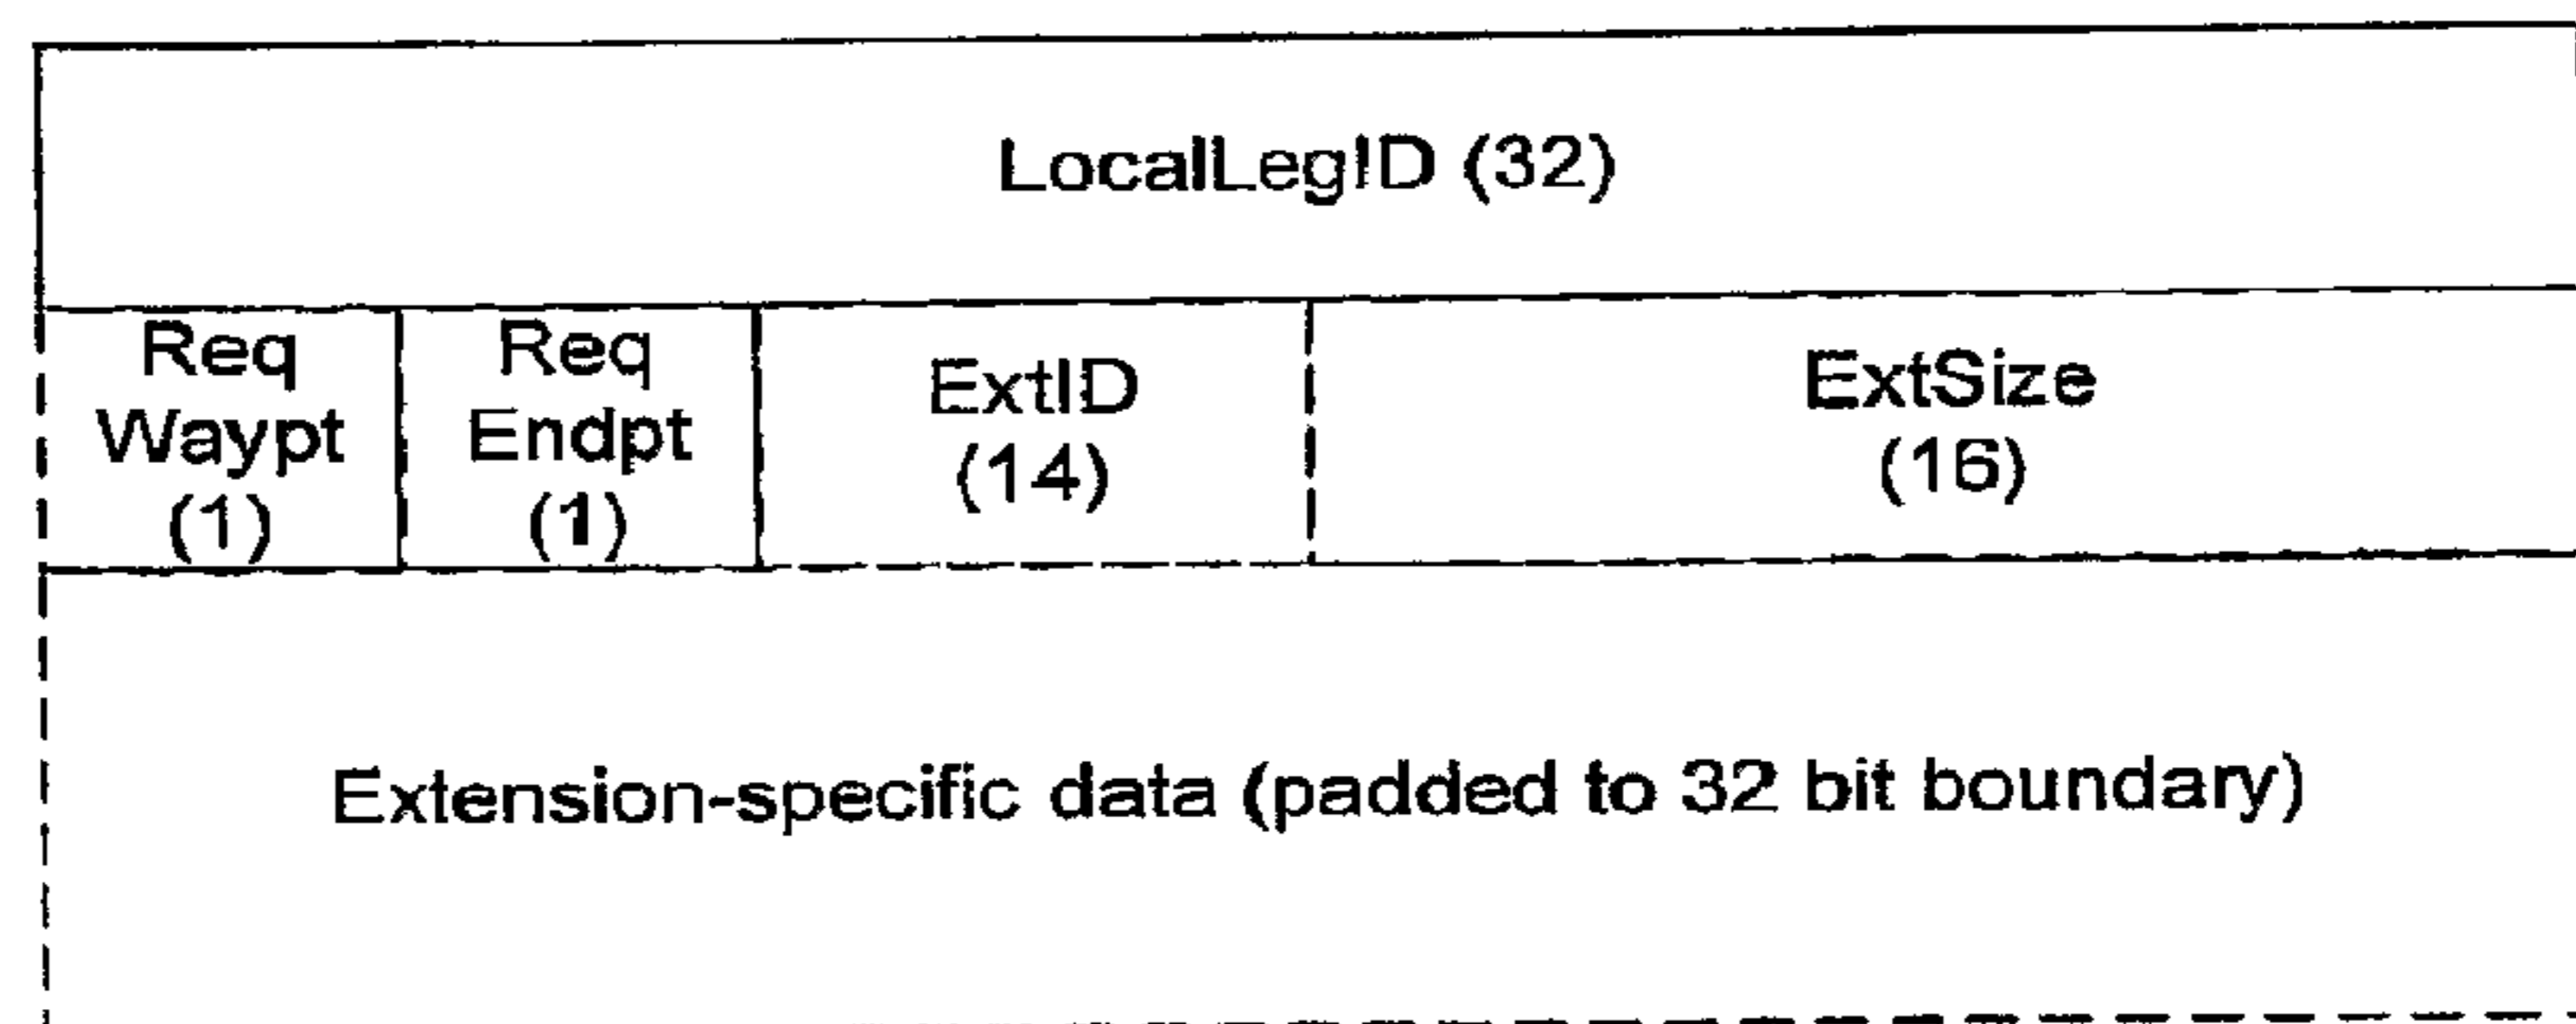 LocalLegID (32)
Req
Waypt
(1)
Req
Endpt
(1)
ExtID
(14)
ExtSize
(16)
Extension-specific data (padded to 32 bit boundary)